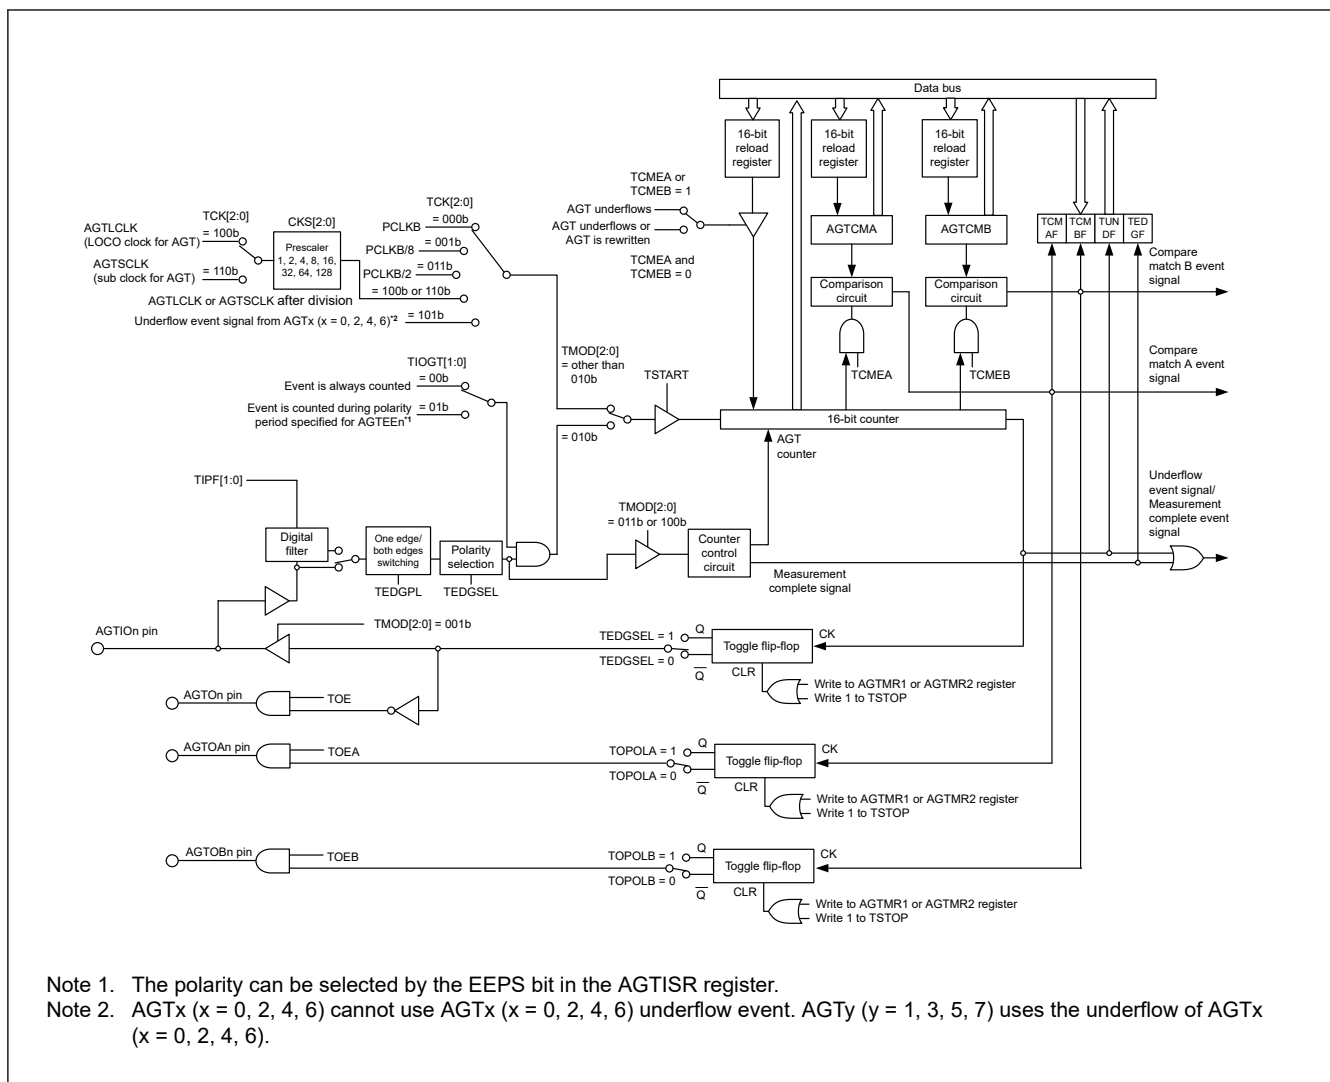 Data bus
16-bit
reload
register
16-bit
reload
register
16-bit
reload
register
TCMEA or
TCMEB = 1
AGT underflows
AGT underflows or
AGT is rewritten
TCMEA and
TCMEB = 0
AGTCMA
AGTCMB
TCM
AF
TCM
BF
TUN
DF
TED
GF
Comparison
circuit
Comparison
circuit
TCMEA
TCMEB
Compare
match B event
signal
Compare
match A event
signal
TCK[2:0]
CKS[2:0]
TCK[2:0]
AGTLCLK
(LOCO clock for AGT)
= 100b
AGTSCLK
(sub clock for AGT)
= 110b
Prescaler
1, 2, 4, 8, 16,
32, 64, 128
PCLKB
= 000b
PCLKB/8
= 001b
PCLKB/2
= 011b
AGTLCLK or AGTSCLK after division
= 100b or 110b
Underflow event signal from AGTx (x = 0, 2, 4, 6)*2
= 101b
TMOD[2:0]
= other than
010b
TSTART
TIOGT[1:0]
Event is always counted
= 00b
Event is counted during polarity
period specified for AGTEEn*1
= 01b
= 010b
16-bit counter
AGT
counter
TIPF[1:0]
Digital
filter
One edge/
both edges
switching
Polarity
selection
TEDGPL
TEDGSEL
TMOD[2:0]
= 011b or 100b
Counter
control
circuit
Measurement
complete signal
Underflow
event signal/
Measurement
complete event
signal
AGTIOn pin
TMOD[2:0] = 001b
TEDGSEL = 1
TEDGSEL = 0
Q
Q
Toggle flip-flop
CK
CLR
Write to AGTMR1 or AGTMR2 register
Write 1 to TSTOP
AGTOn pin
TOE
AGTOAn pin
TOEA
TOPOLA = 1
TOPOLA = 0
Q
Q
Toggle flip-flop
CK
CLR
Write to AGTMR1 or AGTMR2 register
Write 1 to TSTOP
AGTOBn pin
TOEB
TOPOLB = 1
TOPOLB = 0
Q
Q
Toggle flip-flop
CK
CLR
Write to AGTMR1 or AGTMR2 register
Write 1 to TSTOP
Note 1. The polarity can be selected by the EEPS bit in the AGTISR register.
Note 2. AGTx (x = 0, 2, 4, 6) cannot use AGTx (x = 0, 2, 4, 6) underflow event. AGTy (y = 1, 3, 5, 7) uses the underflow of AGTx
(x = 0, 2, 4, 6).